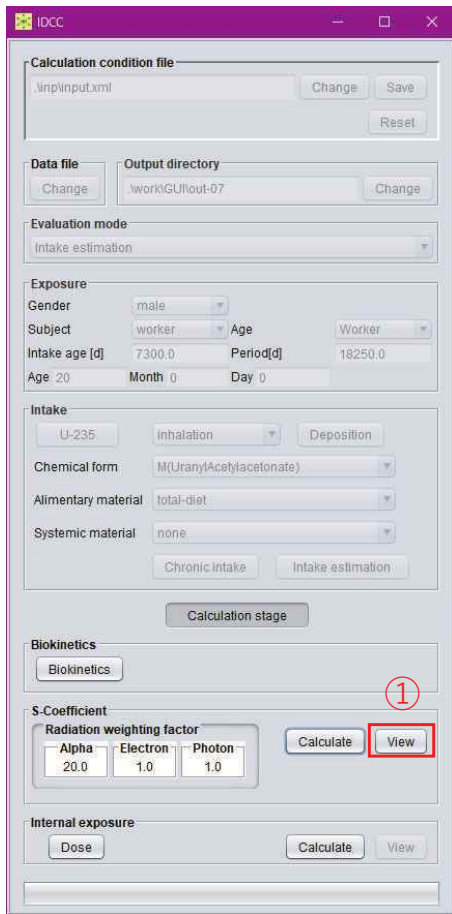 IDCC
Calculation condition file
.\inp\input.xml Change Save
Reset
Data file Output directory
Change .\work\GUI\out-07 Change
Evaluation mode
Intake estimation
Exposure
Gender male
Subject worker Age Worker
Intake age [d] 7300.0 Period[d] 18250.0
Age 20 Month 0 Day 0
Intake
U-235 inhalation Deposition
Chemical form M(UranylAcetylacetonate)
Alimentary material total-diet
Systemic material none
Chronic intake Intake estimation
Calculation stage
Biokinetics
Biokinetics
①
S-Coefficient
Radiation weighting factor
Alpha Electron Photon Calculate View
20.0 1.0 1.0
Internal exposure
Dose Calculate View